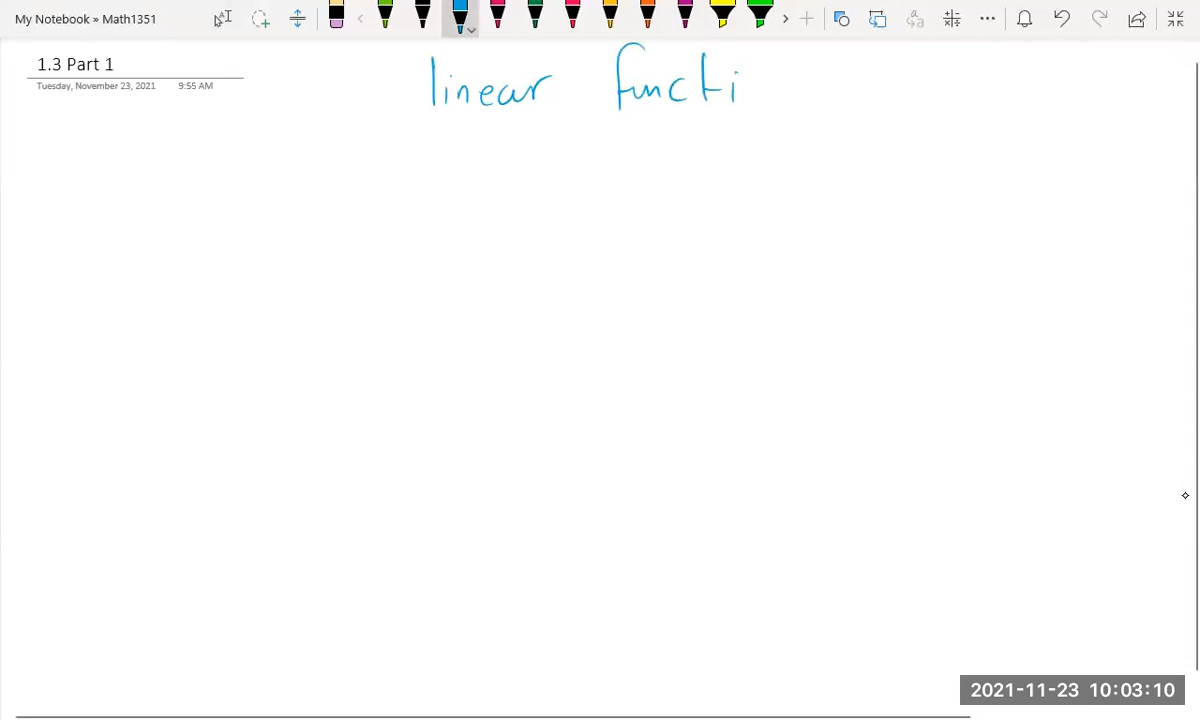 My Notebook » Math1351
1.3 Part 1
Tuesday, November 23, 2021 9:55 AM
linear functi
2021-11-23 10:03:10